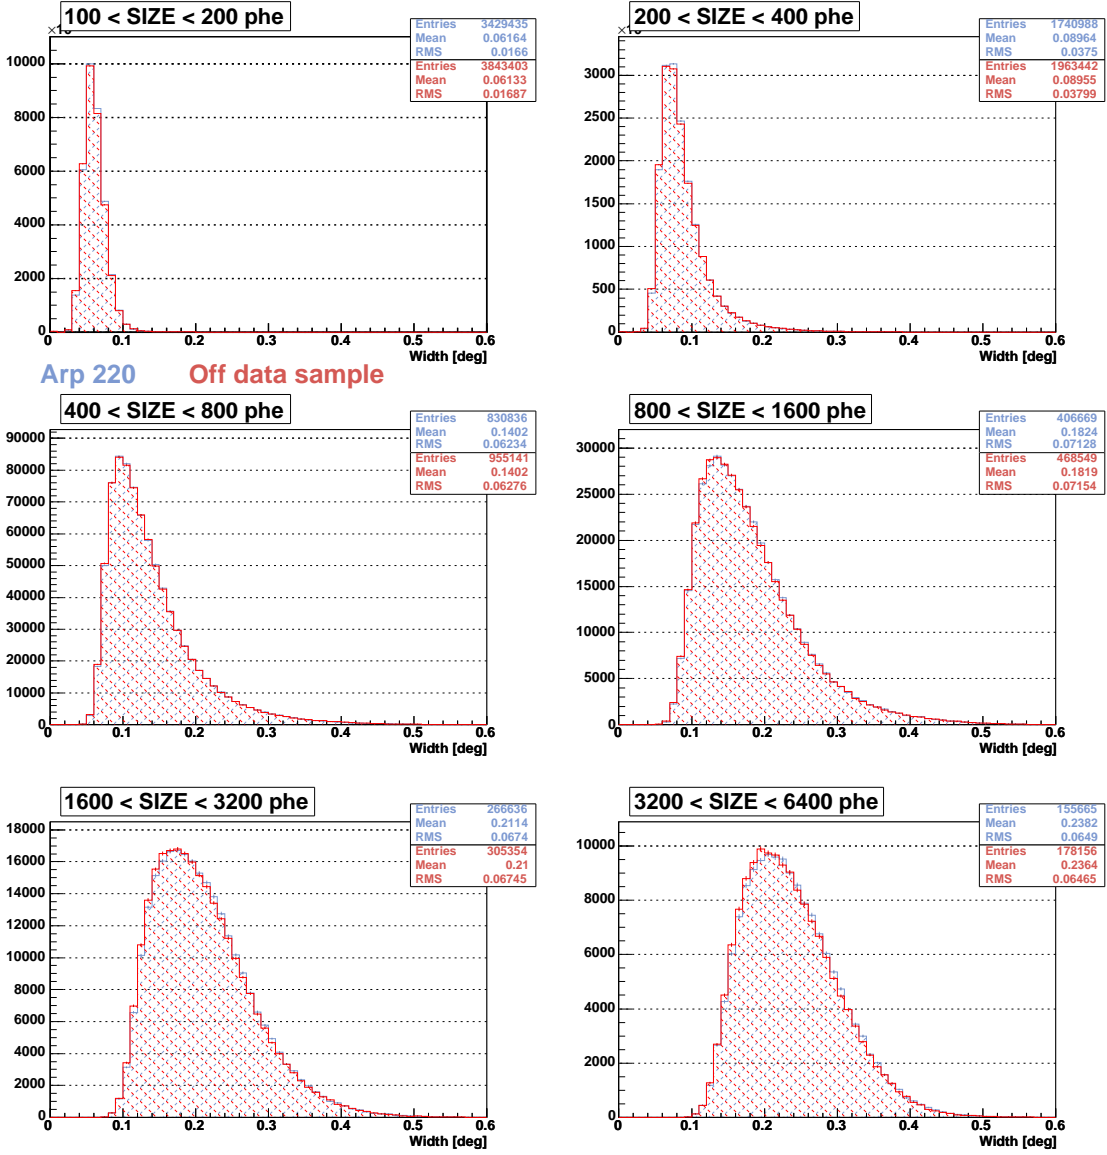 100 < SIZE < 200 phe
Entries 3429435
Mean 0.06164
RMS 0.0166
Entries 3843403
Mean 0.06133
RMS 0.01687
10000
8000
6000
4000
2000
0
0 0.1 0.2 0.3 0.4 0.5 0.6
Width [deg]
200 < SIZE < 400 phe
Entries 1740988
Mean 0.08964
RMS 0.0375
Entries 1963442
Mean 0.08955
RMS 0.03799
3000
2500
2000
1500
1000
500
0
0 0.1 0.2 0.3 0.4 0.5 0.6
Width [deg]
Arp 220 Off data sample
400 < SIZE < 800 phe
Entries 830836
Mean 0.1402
RMS 0.06234
Entries 955141
Mean 0.1402
RMS 0.06276
90000
80000
70000
60000
50000
40000
30000
20000
10000
0
0 0.1 0.2 0.3 0.4 0.5 0.6
Width [deg]
800 < SIZE < 1600 phe
Entries 406669
Mean 0.1824
RMS 0.07128
Entries 468549
Mean 0.1819
RMS 0.07154
30000
25000
20000
15000
10000
5000
0
0 0.1 0.2 0.3 0.4 0.5 0.6
Width [deg]
1600 < SIZE < 3200 phe
Entries 266636
Mean 0.2114
RMS 0.0674
Entries 305354
Mean 0.21
RMS 0.06745
18000
16000
14000
12000
10000
8000
6000
4000
2000
0
0 0.1 0.2 0.3 0.4 0.5 0.6
Width [deg]
3200 < SIZE < 6400 phe
Entries 155665
Mean 0.2382
RMS 0.0649
Entries 178156
Mean 0.2364
RMS 0.06465
10000
8000
6000
4000
2000
0
0 0.1 0.2 0.3 0.4 0.5 0.6
Width [deg]